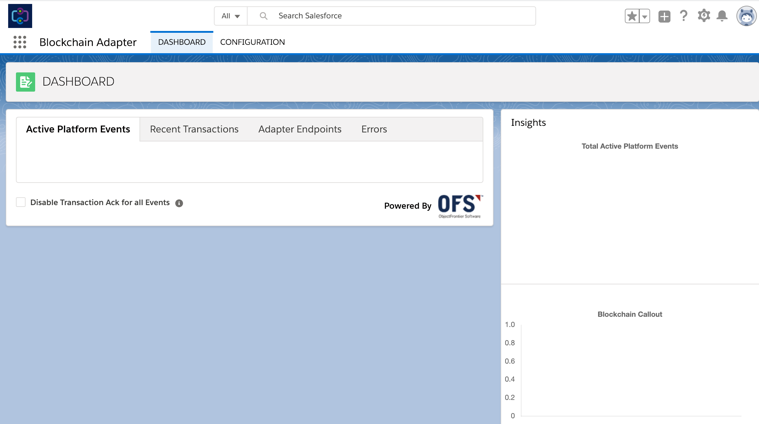 All
Search Salesforce
Blockchain Adapter
DASHBOARD
CONFIGURATION
DASHBOARD
Active Platform Events
Recent Transactions
Adapter Endpoints
Errors
Disable Transaction Ack for all Events
Powered By
OFS
ObjectFrontier Software
Insights
Total Active Platform Events
Blockchain Callout
1.0
0.8
0.6
0.4
0.2
0